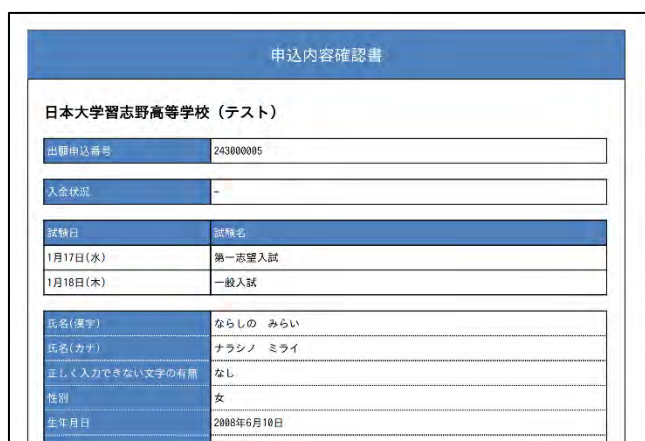 申込内容確認書
日本大学習志野高等学校（テスト）
出願申込番号 243000005
入金状況 -
試験日 試験名
1月17日(水) 第一志望入試
1月18日(木) 一般入試
氏名(漢字) ならしの　みらい
氏名(カナ) ナラシノ　ミライ
正しく入力できない文字の有無 なし
性別 女
生年月日 2008年6月10日